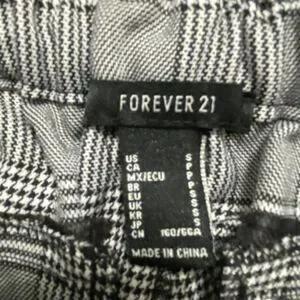 FOREVER 21
US S
CA P
MX/ECU P
BR P
EU S
UK S
KR S
JP S
CN 160/66A
MADE IN CHINA